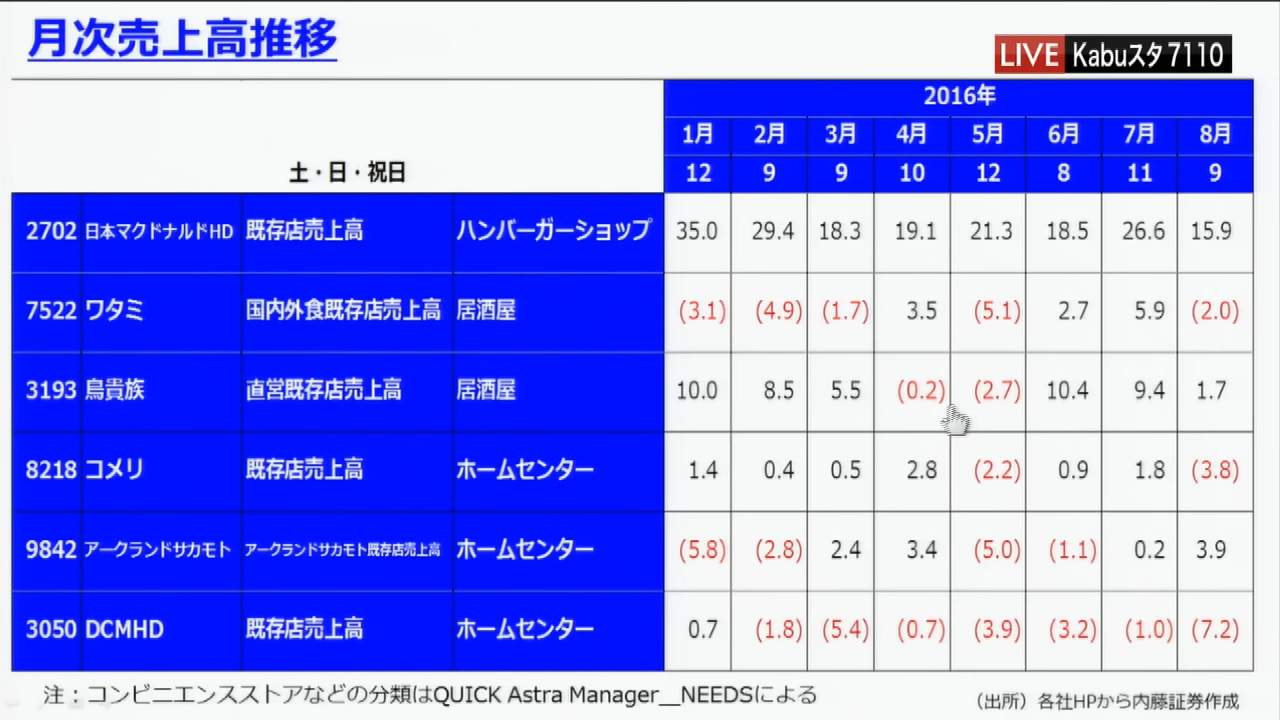 月次売上高推移
LIVE Kabuスタ7110
2016年
1月 2月 3月 4月 5月 6月 7月 8月
土・日・祝日 12 9 9 10 12 8 11 9
2702 日本マクドナルドHD 既存店売上高 ハンバーガーショップ 35.0 29.4 18.3 19.1 21.3 18.5 26.6 15.9
7522 ワタミ 国内外食既存店売上高 居酒屋 (3.1) (4.9) (1.7) 3.5 (5.1) 2.7 5.9 (2.0)
3193 鳥貴族 直営既存店売上高 居酒屋 10.0 8.5 5.5 (0.2) (2.7) 10.4 9.4 1.7
8218 コメリ 既存店売上高 ホームセンター 1.4 0.4 0.5 2.8 (2.2) 0.9 1.8 (3.8)
9842 アークランドサカモト アークランドサカモト既存店売上高 ホームセンター (5.8) (2.8) 2.4 3.4 (5.0) (1.1) 0.2 3.9
3050 DCMHD 既存店売上高 ホームセンター 0.7 (1.8) (5.4) (0.7) (3.9) (3.2) (1.0) (7.2)
注：コンビニエンスストアなどの分類はQUICK Astra Manager__NEEDSによる
（出所）各社HPから内藤証券作成